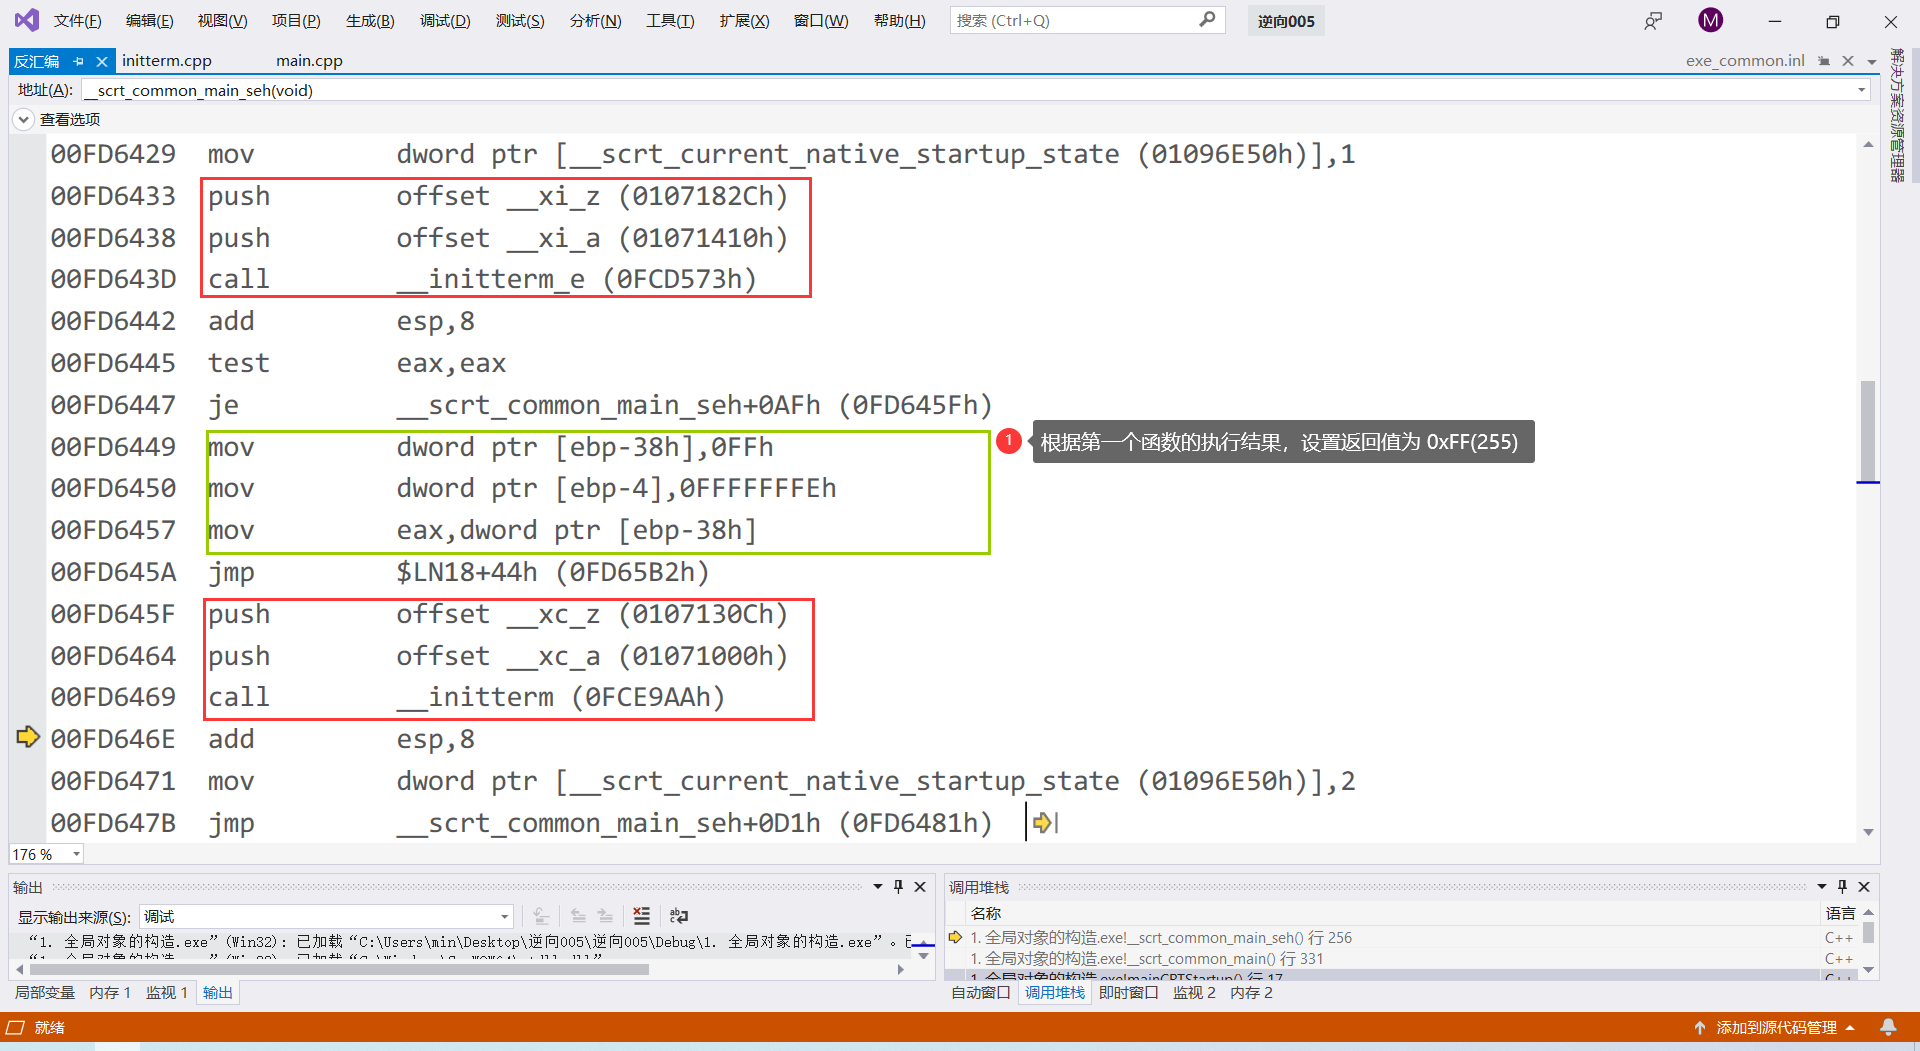 文件(F) 编辑(E) 视图(V) 项目(P) 生成(B) 调试(D) 测试(S) 分析(N) 工具(T) 扩展(X) 窗口(W) 帮助(H) 搜索 (Ctrl+Q) 逆向005 M
反汇编 initterm.cpp main.cpp exe_common.inl
地址(A): __scrt_common_main_seh(void)
查看选项
解决方案资源管理器
00FD6429 mov dword ptr [__scrt_current_native_startup_state (01096E50h)],1
00FD6433 push offset __xi_z (0107182Ch)
00FD6438 push offset __xi_a (01071410h)
00FD643D call __initterm_e (0FCD573h)
00FD6442 add esp,8
00FD6445 test eax,eax
00FD6447 je __scrt_common_main_seh+0AFh (0FD645Fh)
00FD6449 mov dword ptr [ebp-38h],0FFh
1 根据第一个函数的执行结果，设置返回值为 0xFF(255)
00FD6450 mov dword ptr [ebp-4],0FFFFFFFEh
00FD6457 mov eax,dword ptr [ebp-38h]
00FD645A jmp $LN18+44h (0FD65B2h)
00FD645F push offset __xc_z (0107130Ch)
00FD6464 push offset __xc_a (01071000h)
00FD6469 call __initterm (0FCE9AAh)
00FD646E add esp,8
00FD6471 mov dword ptr [__scrt_current_native_startup_state (01096E50h)],2
00FD647B jmp __scrt_common_main_seh+0D1h (0FD6481h)
176 %
输出
显示输出来源(S): 调试
“1. 全局对象的构造.exe”(Win32): 已加载“C:\Users\min\Desktop\逆向005\逆向005\Debug\1. 全局对象的构造.exe”。
局部变量 内存 1 监视 1 输出
调用堆栈
名称 语言
1. 全局对象的构造.exe!__scrt_common_main_seh() 行 256 C++
1. 全局对象的构造.exe!__scrt_common_main() 行 331 C++
1. 全局对象的构造.exe!mainCRTStartup() 行 17 C++
自动窗口 调用堆栈 即时窗口 监视 2 内存 2
就绪 添加到源代码管理